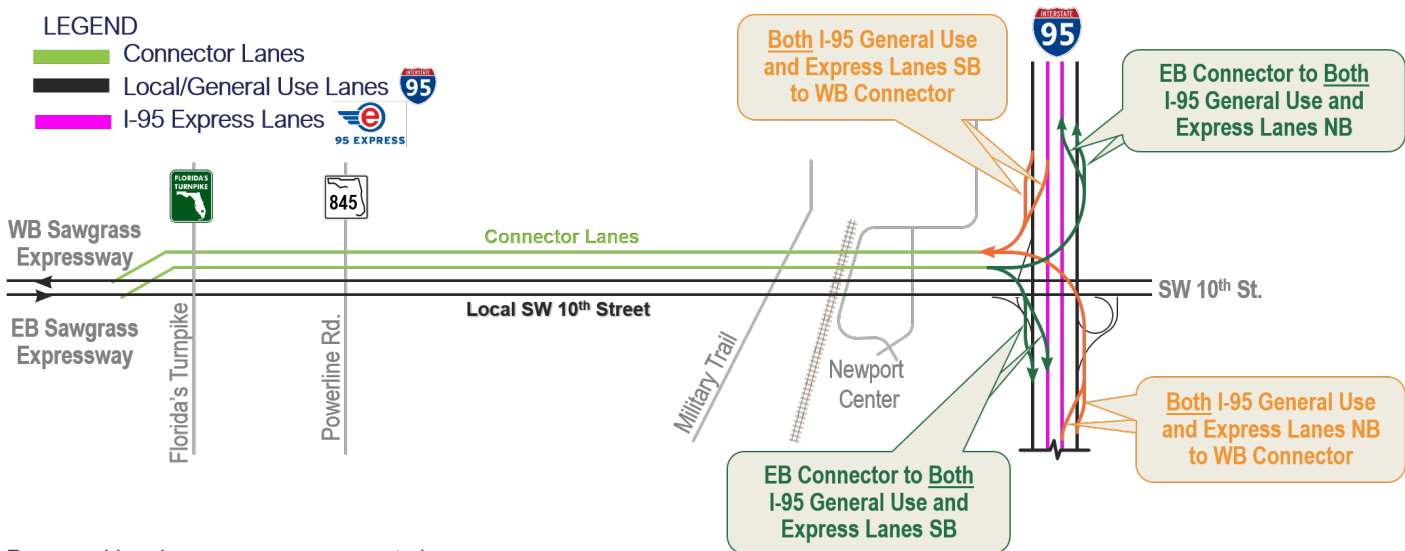 LEGEND
Connector Lanes
Local/General Use Lanes
INTERSTATE
95
I-95 Express Lanes
e
95 EXPRESS
INTERSTATE
95
Both I-95 General Use
and Express Lanes SB
to WB Connector
EB Connector to Both
I-95 General Use and
Express Lanes NB
FLORIDA'S
TURNPIKE
845
WB Sawgrass
Expressway
Connector Lanes
EB Sawgrass
Expressway
Local SW 10th Street
SW 10th St.
Florida's Turnpike
Powerline Rd.
Military Trail
Newport
Center
Both I-95 General Use
and Express Lanes NB
to WB Connector
EB Connector to Both
I-95 General Use and
Express Lanes SB